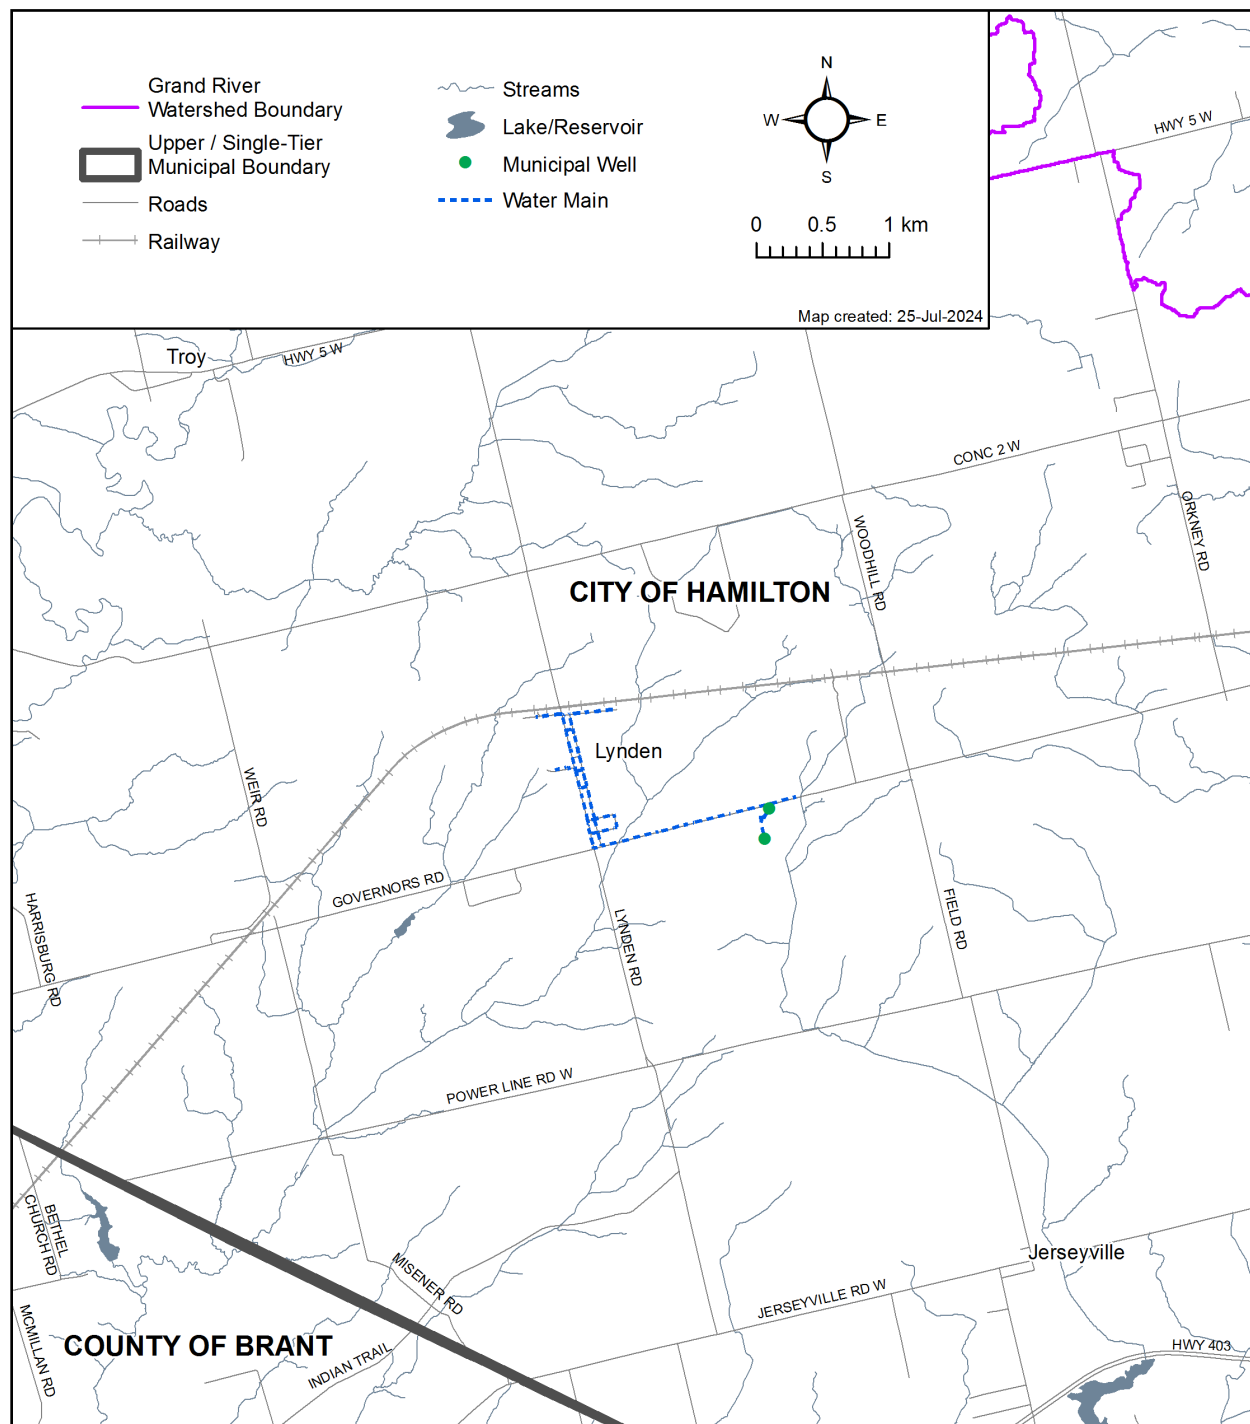 Grand River
Watershed Boundary
Upper / Single-Tier
Municipal Boundary
Roads
Railway
Streams
Lake/Reservoir
Municipal Well
Water Main
N
W
E
S
0 0.5 1 km
Map created: 25-Jul-2024
HWY 5 W
Troy
HWY 5 W
CONC 2 W
ORKNEY RD
WOODHILL RD
CITY OF HAMILTON
Lynden
WEIR RD
GOVERNORS RD
HARRISBURG RD
LYNDEN RD
FIELD RD
POWER LINE RD W
BETHEL
CHURCH RD
MISENER RD
Jerseyville
JERSEYVILLE RD W
MCMILLAN RD
COUNTY OF BRANT
INDIAN TRAIL
HWY 403